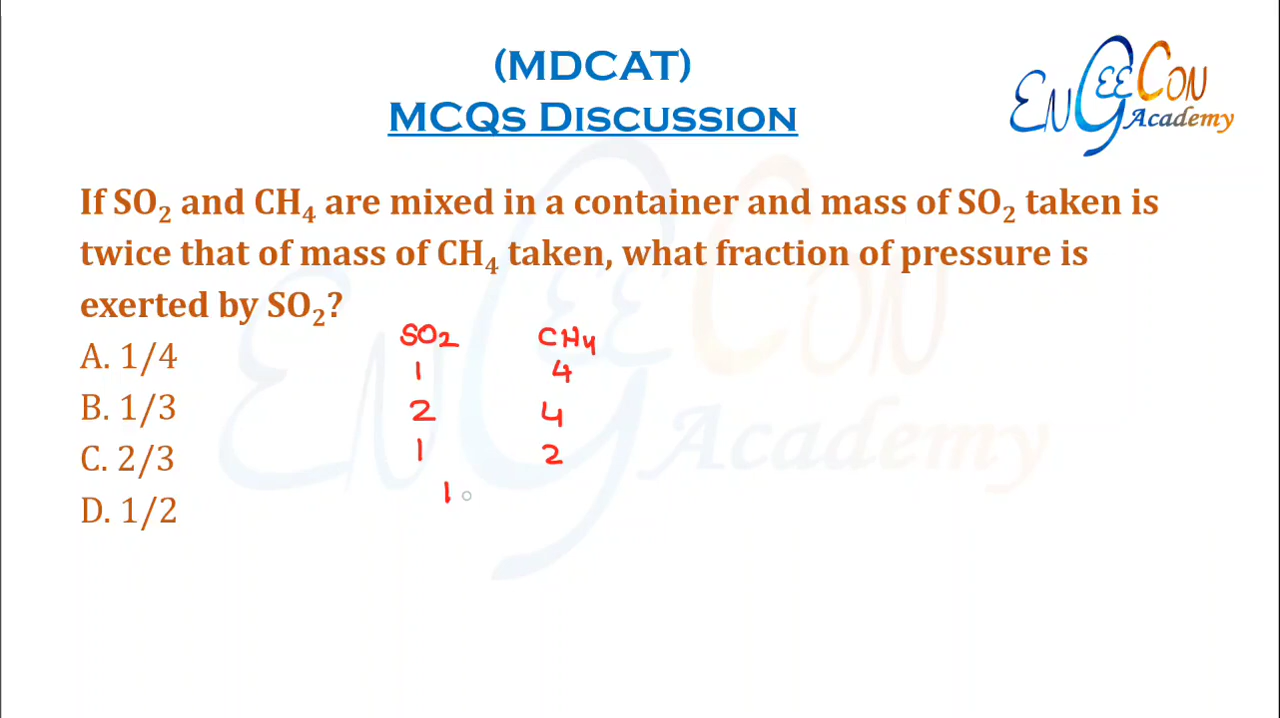 (MDCAT)
MCQs Discussion
EnGeeCon
Academy
If SO₂ and CH₄ are mixed in a container and mass of SO₂ taken is
twice that of mass of CH₄ taken, what fraction of pressure is
exerted by SO₂?
SO₂ CH₄
A. 1/4
1 4
B. 1/3
2 4
C. 2/3
1 2
D. 1/2
1
EnGeeCon
Academy